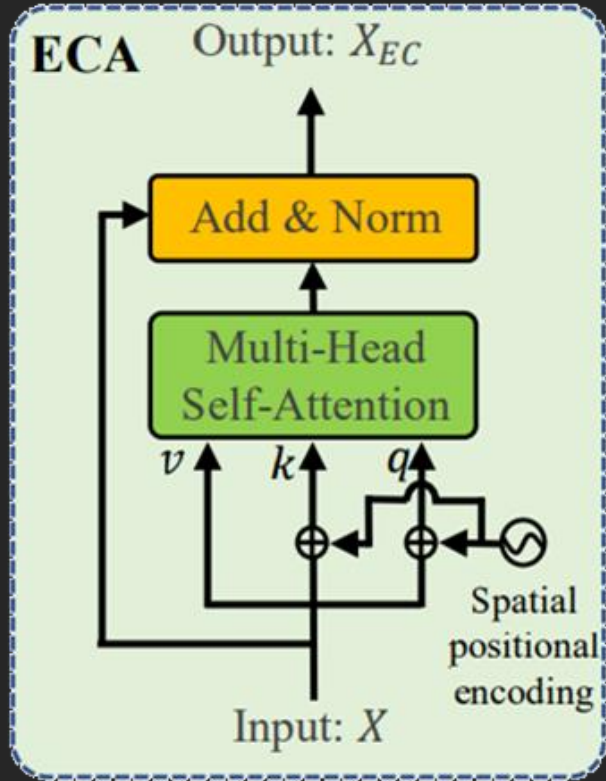 ECA
Output: X_EC
Add & Norm
Multi-Head
Self-Attention
v k q
Spatial
positional
encoding
Input: X